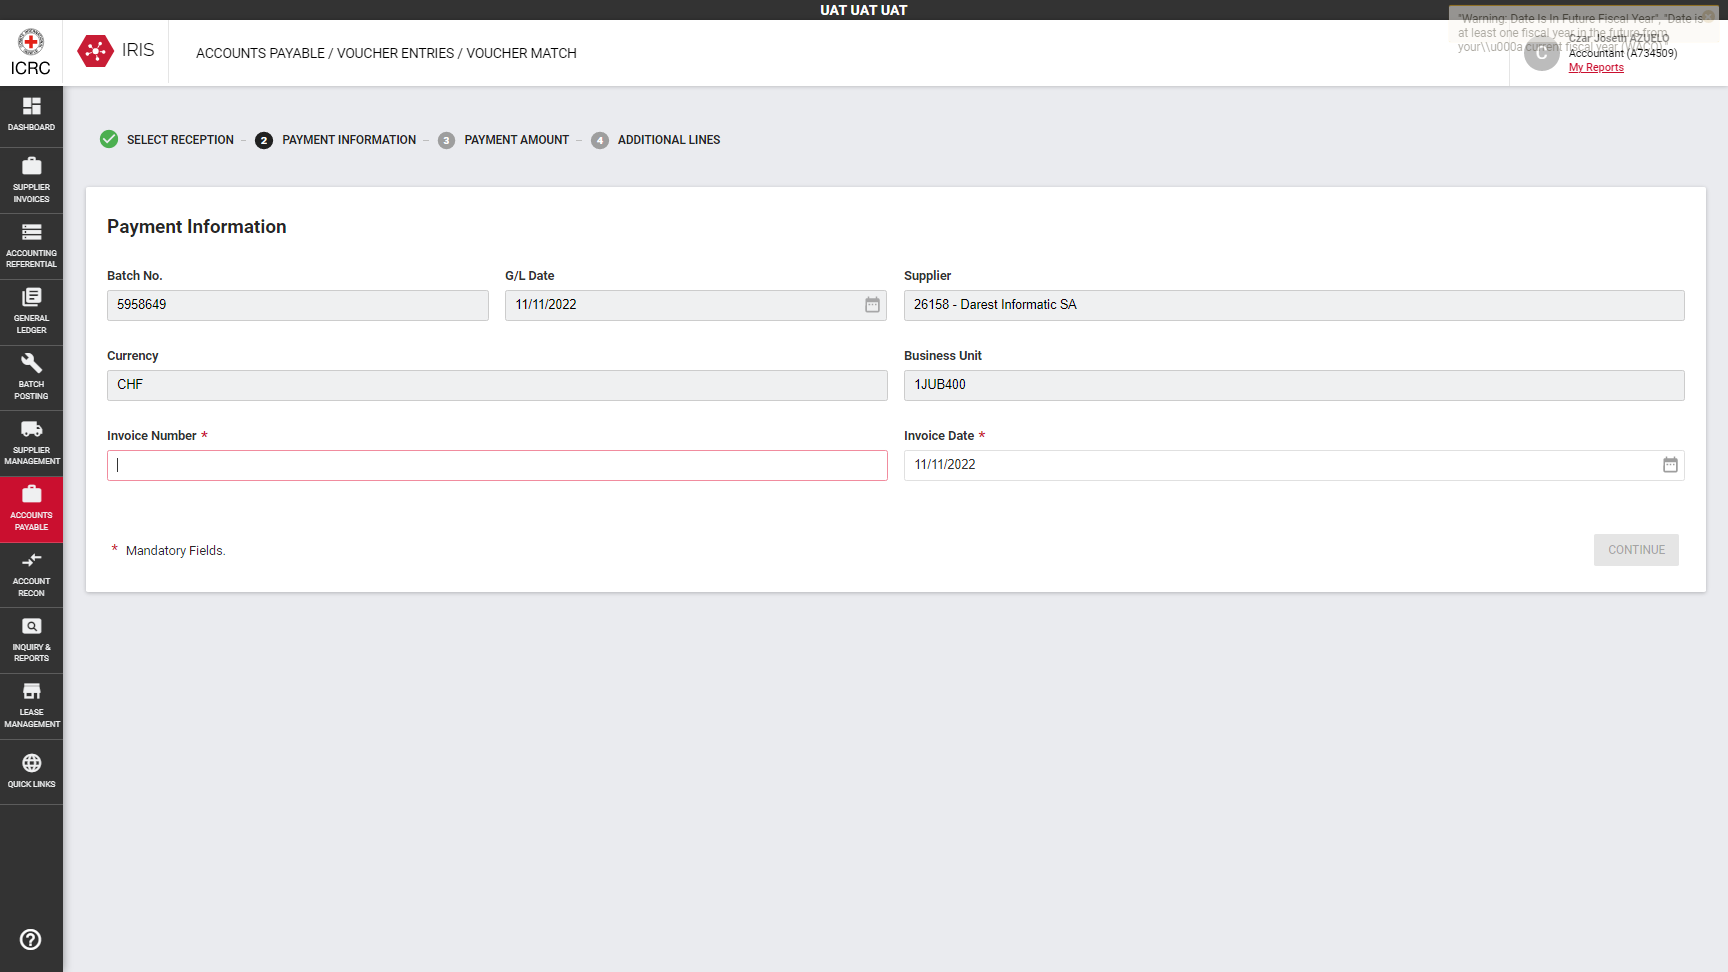 UAT UAT UAT
ICRC
IRIS
ACCOUNTS PAYABLE / VOUCHER ENTRIES / VOUCHER MATCH
"Warning: Date Is In Future Fiscal Year", "Date is
at least one fiscal year in the future from
your\\u000a current fiscal year (WACO)"
C
Czar Joseth AZUELO
Accountant (A734509)
My Reports
DASHBOARD
SUPPLIER
INVOICES
ACCOUNTING
REFERENTIAL
GENERAL
LEDGER
BATCH
POSTING
SUPPLIER
MANAGEMENT
ACCOUNTS
PAYABLE
ACCOUNT
RECON
INQUIRY &
REPORTS
LEASE
MANAGEMENT
QUICK LINKS
SELECT RECEPTION – 2 PAYMENT INFORMATION – 3 PAYMENT AMOUNT – 4 ADDITIONAL LINES
Payment Information
Batch No. G/L Date Supplier
5958649 11/11/2022 26158 - Darest Informatic SA
Currency Business Unit
CHF 1JUB400
Invoice Number * Invoice Date *
11/11/2022
* Mandatory Fields.
CONTINUE